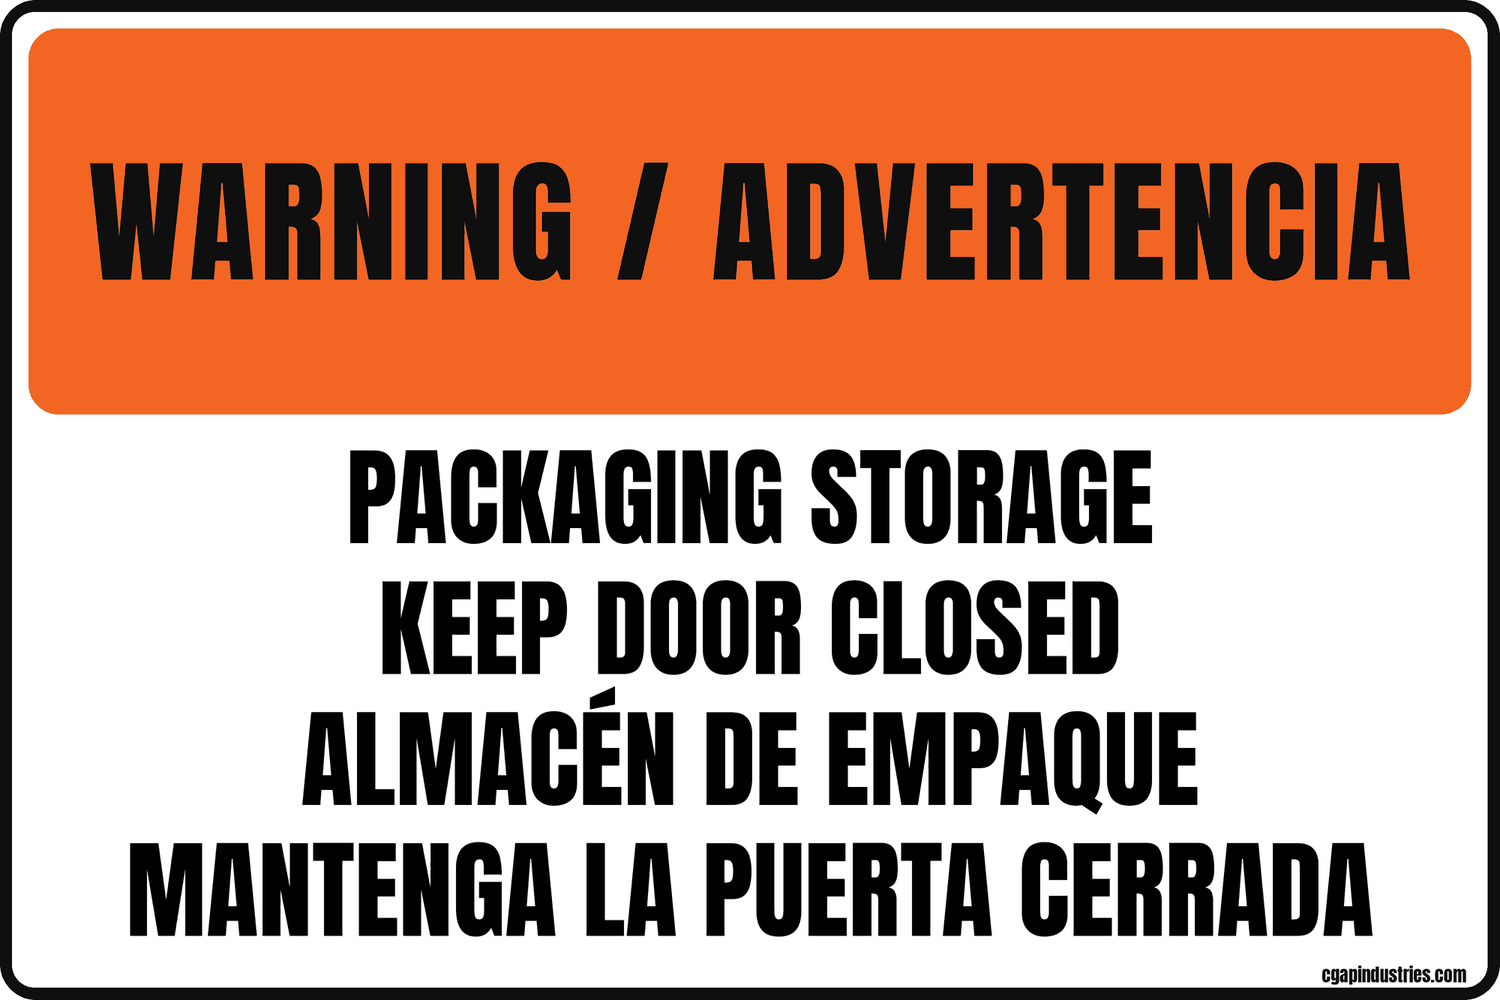 WARNING / ADVERTENCIA
PACKAGING STORAGE
KEEP DOOR CLOSED
ALMACÉN DE EMPAQUE
MANTENGA LA PUERTA CERRADA
cgapindustries.com